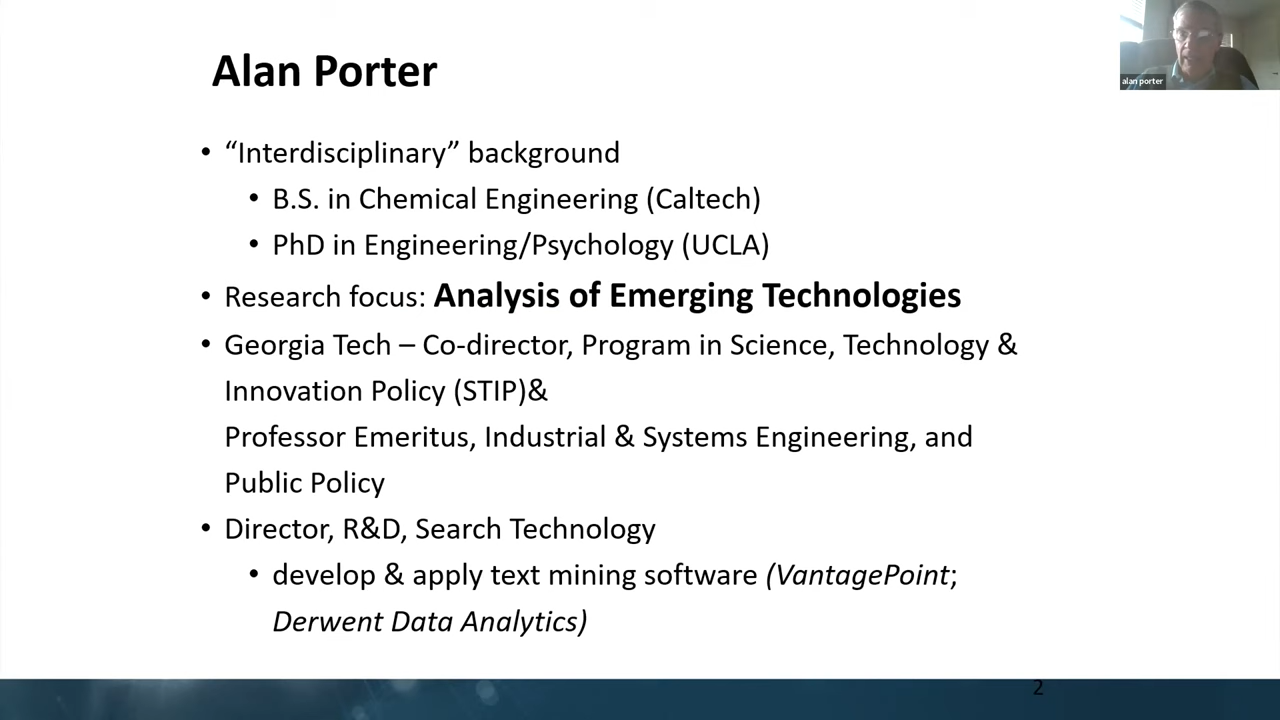 Alan Porter
alan porter
• “Interdisciplinary” background
• B.S. in Chemical Engineering (Caltech)
• PhD in Engineering/Psychology (UCLA)
• Research focus: Analysis of Emerging Technologies
• Georgia Tech – Co-director, Program in Science, Technology &
Innovation Policy (STIP)&
Professor Emeritus, Industrial & Systems Engineering, and
Public Policy
• Director, R&D, Search Technology
• develop & apply text mining software (VantagePoint;
Derwent Data Analytics)
2